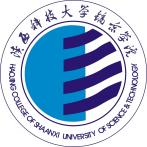 陕西科技大学镐京学院
HAOJING COLLEGE OF SHAANXI UNIVERSITY OF SCIENCE & TECHNOLOGY